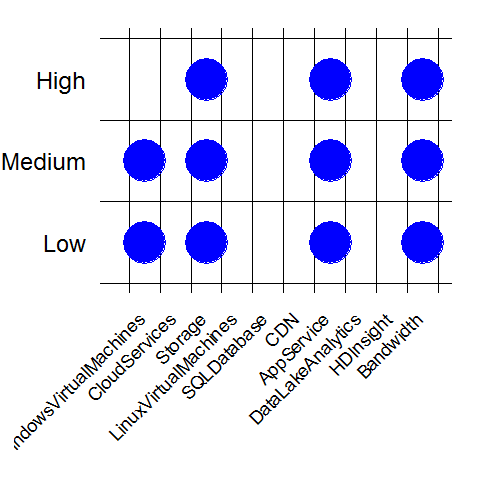 High
Medium
Low
ndowsVirtualMachines
CloudServices
Storage
LinuxVirtualMachines
SQLDatabase
CDN
AppService
DataLakeAnalytics
HDInsight
Bandwidth